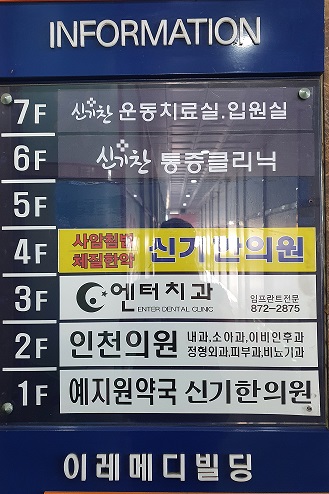 INFORMATION
7F 신기찬 운동치료실.입원실
6F 신기찬 통증클리닉
5F
4F 사암침법 체질한약 신기한의원
3F 엔터치과 ENTER DENTAL CLINIC 임프란트전문 872-2875
2F 인천의원 내과,소아과,이비인후과 정형외과,피부과,비뇨기과
1F 예지원약국 신기한의원
이레메디빌딩